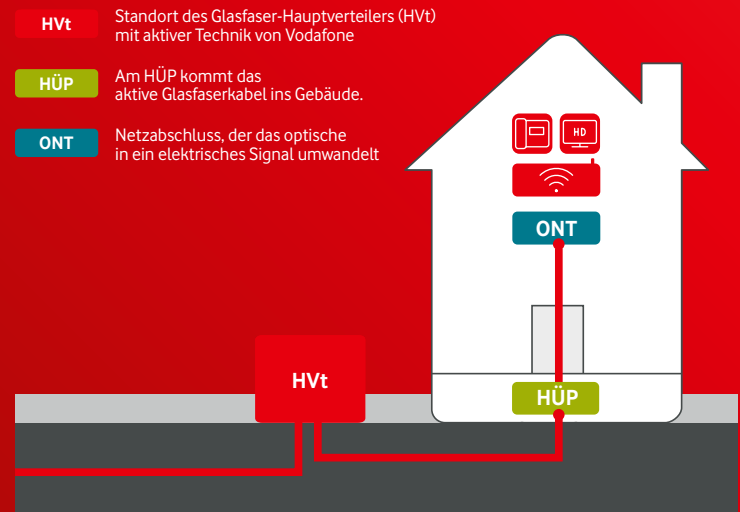 HVt
Standort des Glasfaser-Hauptverteilers (HVt)
mit aktiver Technik von Vodafone
HÜP
Am HÜP kommt das
aktive Glasfaserkabel ins Gebäude.
ONT
Netzabschluss, der das optische
in ein elektrisches Signal umwandelt
HD
ONT
HVt
HÜP